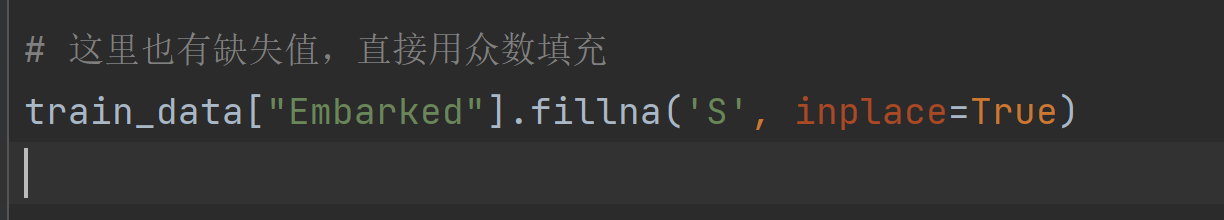 # 这里也有缺失值，直接用众数填充
train_data["Embarked"].fillna('S', inplace=True)